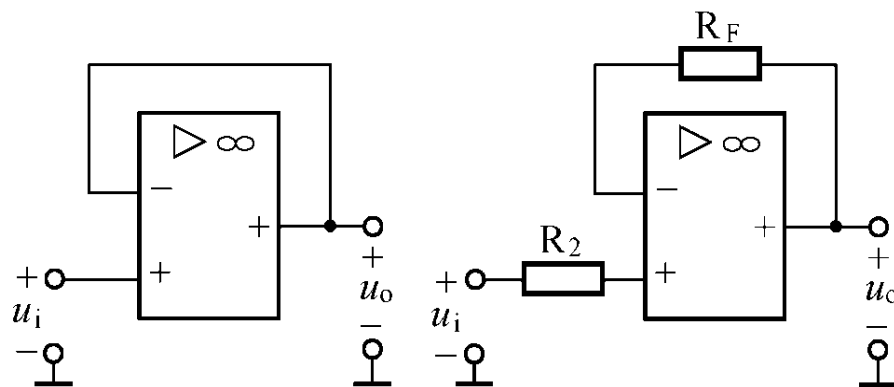 R_F
▷ ∞
▷ ∞
−
−
+
+
R_2
+
+
+
+
+
+
u_i
u_o
u_i
u_o
−
−
−
−